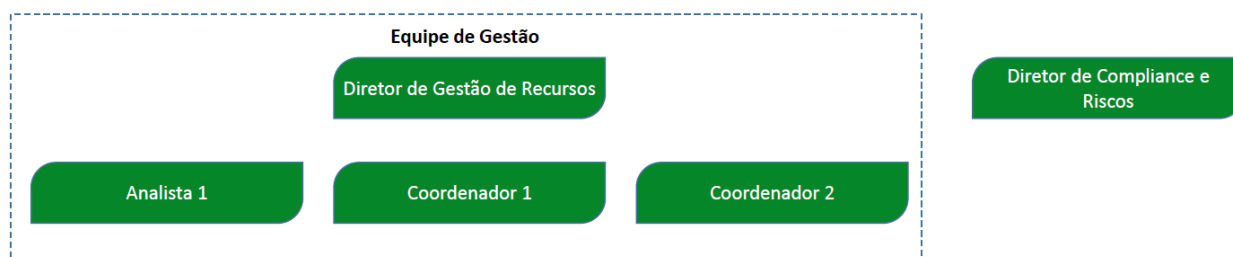 Equipe de Gestão
Diretor de Gestão de Recursos
Diretor de Compliance e
Riscos
Analista 1
Coordenador 1
Coordenador 2